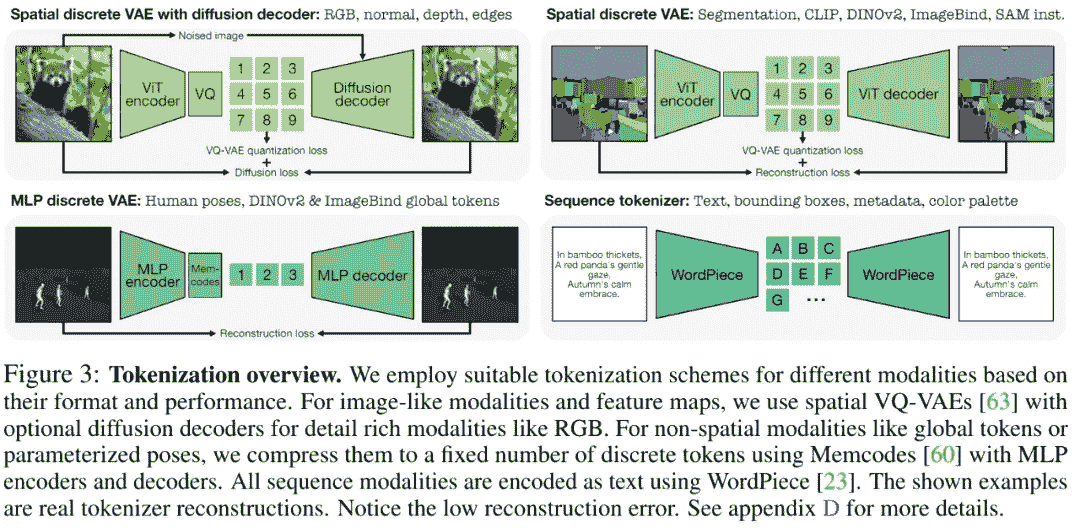 Spatial discrete VAE with diffusion decoder: RGB, normal, depth, edges
Noised image
ViT
encoder
VQ
1 2 3
4 5 6
7 8 9
Diffusion
decoder
VQ-VAE quantization loss
+
Diffusion loss
Spatial discrete VAE: Segmentation, CLIP, DINOv2, ImageBind, SAM inst.
ViT
encoder
VQ
1 2 3
4 5 6
7 8 9
ViT decoder
VQ-VAE quantization loss
+
Reconstruction loss
MLP discrete VAE: Human poses, DINOv2 & ImageBind global tokens
MLP
encoder
Mem-
codes
1 2 3
MLP decoder
Reconstruction loss
Sequence tokenizer: Text, bounding boxes, metadata, color palette
In bamboo thickets,
A red panda's gentle
gaze,
Autumn's calm
embrace.
WordPiece
A B C
D E F
G ...
WordPiece
In bamboo thickets,
A red panda's gentle
gaze,
Autumn's calm
embrace.
Figure 3: Tokenization overview. We employ suitable tokenization schemes for different modalities based on
their format and performance. For image-like modalities and feature maps, we use spatial VQ-VAEs [63] with
optional diffusion decoders for detail rich modalities like RGB. For non-spatial modalities like global tokens or
parameterized poses, we compress them to a fixed number of discrete tokens using Memcodes [60] with MLP
encoders and decoders. All sequence modalities are encoded as text using WordPiece [23]. The shown examples
are real tokenizer reconstructions. Notice the low reconstruction error. See appendix D for more details.